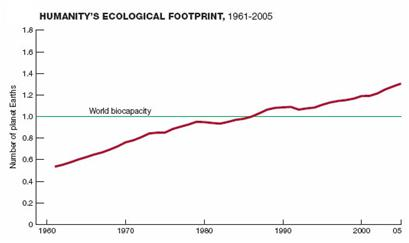 HUMANITY'S ECOLOGICAL FOOTPRINT, 1961-2005
1.8
1.6
1.4
1.2
1.0
0.8
0.6
0.4
0.2
0
Number of planet Earths
World biocapacity
1960 1970 1980 1990 2000 05